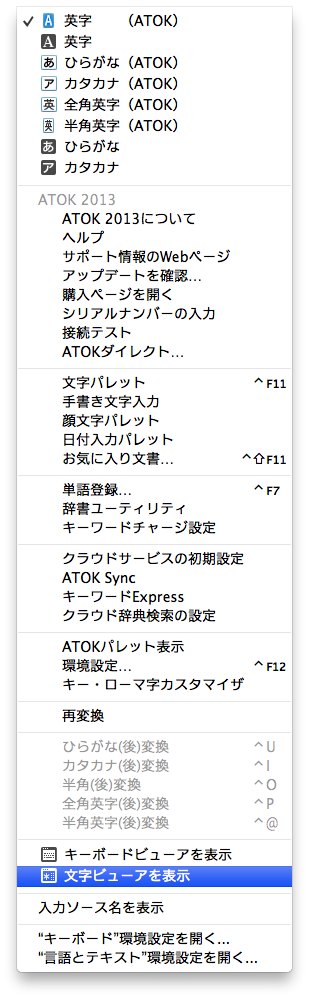 ✓ A 英字 （ATOK）
A 英字
あ ひらがな（ATOK）
ア カタカナ（ATOK）
英 全角英字（ATOK）
英 半角英字（ATOK）
あ ひらがな
ア カタカナ
ATOK 2013
ATOK 2013について
ヘルプ
サポート情報のWebページ
アップデートを確認...
購入ページを開く
シリアルナンバーの入力
接続テスト
ATOKダイレクト...
文字パレット ^F11
手書き文字入力
顔文字パレット
日付入力パレット
お気に入り文書... ^⇧F11
単語登録... ^F7
辞書ユーティリティ
キーワードチャージ設定
クラウドサービスの初期設定
ATOK Sync
キーワードExpress
クラウド辞典検索の設定
ATOKパレット表示
環境設定... ^F12
キー・ローマ字カスタマイザ
再変換
ひらがな(後)変換 ^U
カタカナ(後)変換 ^I
半角(後)変換 ^O
全角英字(後)変換 ^P
半角英字(後)変換 ^@
キーボードビューアを表示
文字ビューアを表示
入力ソース名を表示
“キーボード”環境設定を開く...
“言語とテキスト”環境設定を開く...